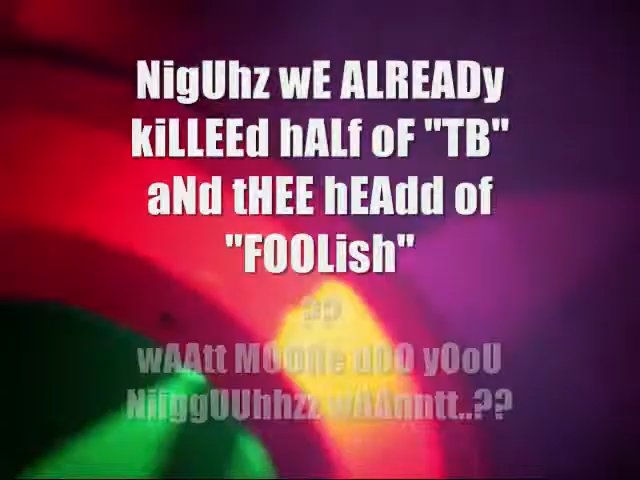 NigUhz wE ALREADy
kiLLEEd hALf oF "TB"
aNd tHEE hEAdd of
"FOOLish"
??
wAAtt MOoRe dOO yOoU
NiiggUUhhzz wAAnntt..??